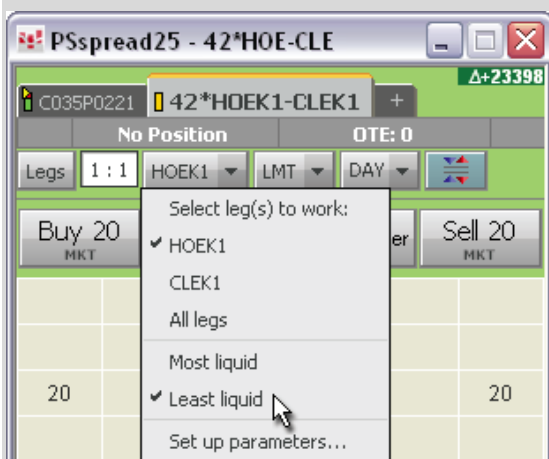 PSspread25 - 42*HOE-CLE
Δ+23398
C035P0221 42*HOEK1-CLEK1 +
No Position OTE: 0
Legs 1 : 1 HOEK1 LMT DAY
Select leg(s) to work:
Buy 20 er Sell 20
MKT MKT
HOEK1
CLEK1
All legs
Most liquid
20 Least liquid 20
Set up parameters...